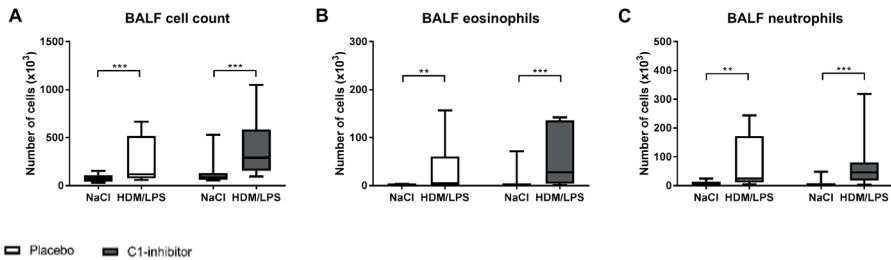 A
BALF cell count
Number of cells (x10³)
1500
1000
500
0
***
***
NaCl HDM/LPS NaCl HDM/LPS
B
BALF eosinophils
Number of cells (x10³)
300
200
100
0
**
***
NaCl HDM/LPS NaCl HDM/LPS
C
BALF neutrophils
Number of cells (x10³)
500
400
300
200
100
0
**
***
NaCl HDM/LPS NaCl HDM/LPS
Placebo C1-inhibitor